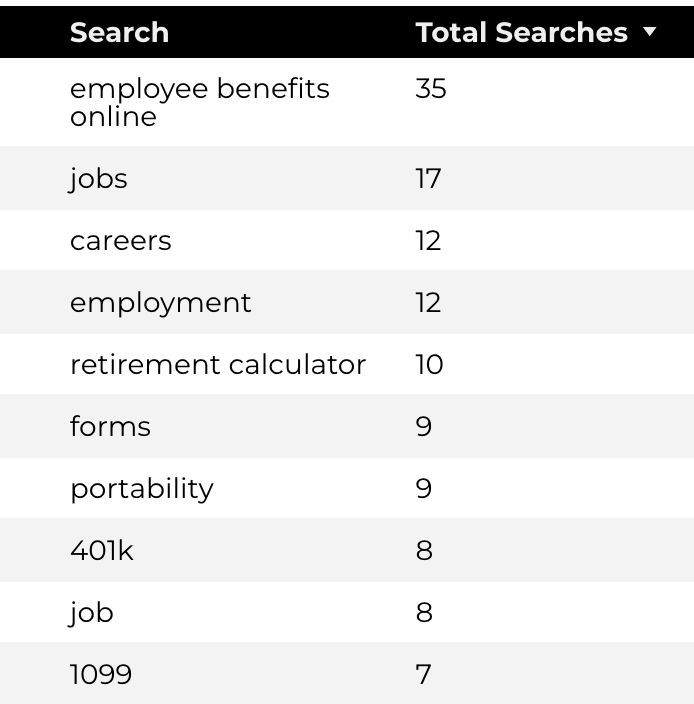 Search Total Searches ▼
employee benefits 35
online
jobs 17
careers 12
employment 12
retirement calculator 10
forms 9
portability 9
401k 8
job 8
1099 7